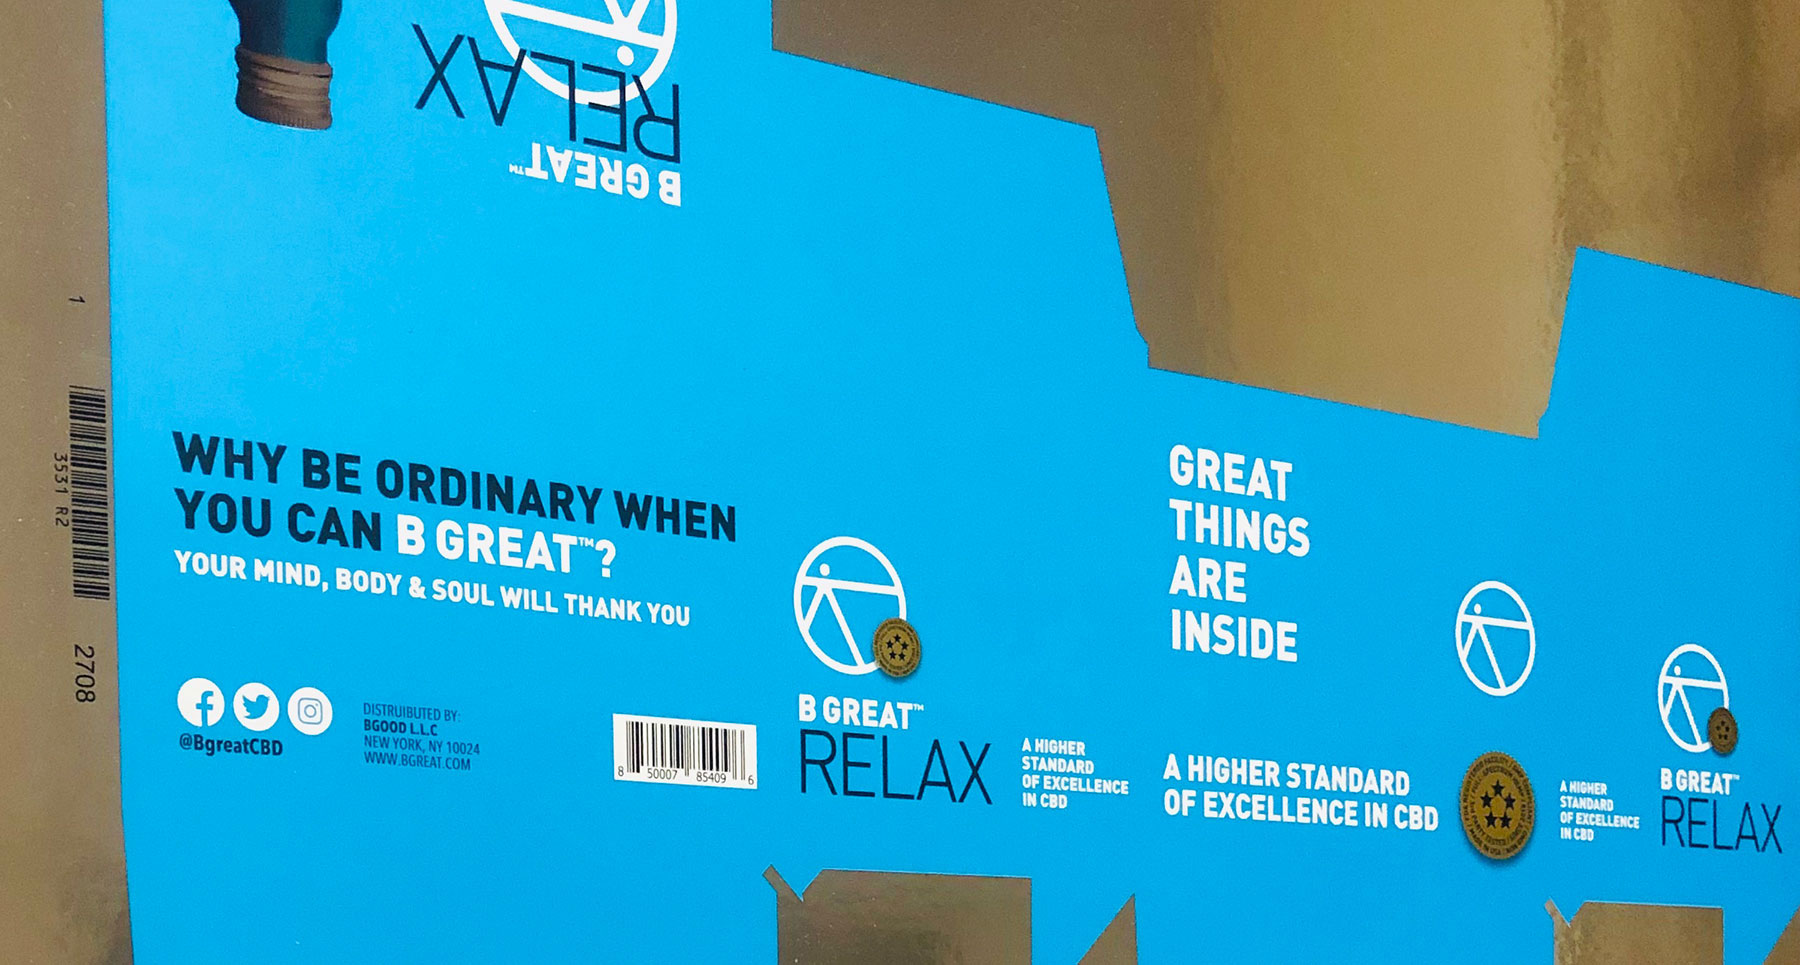 RELAX
B GREAT™
1
3531 R2
2708
WHY BE ORDINARY WHEN
YOU CAN B GREAT™?
YOUR MIND, BODY & SOUL WILL THANK YOU
@BgreatCBD
DISTRUIBUTED BY:
BGOOD L.L.C
NEW YORK, NY 10024
WWW.BGREAT.COM
8 50007 85409 6
B GREAT™
RELAX
A HIGHER
STANDARD
OF EXCELLENCE
IN CBD
GREAT
THINGS
ARE
INSIDE
A HIGHER STANDARD
OF EXCELLENCE IN CBD
A HIGHER
STANDARD
OF EXCELLENCE
IN CBD
B GREAT™
RELAX